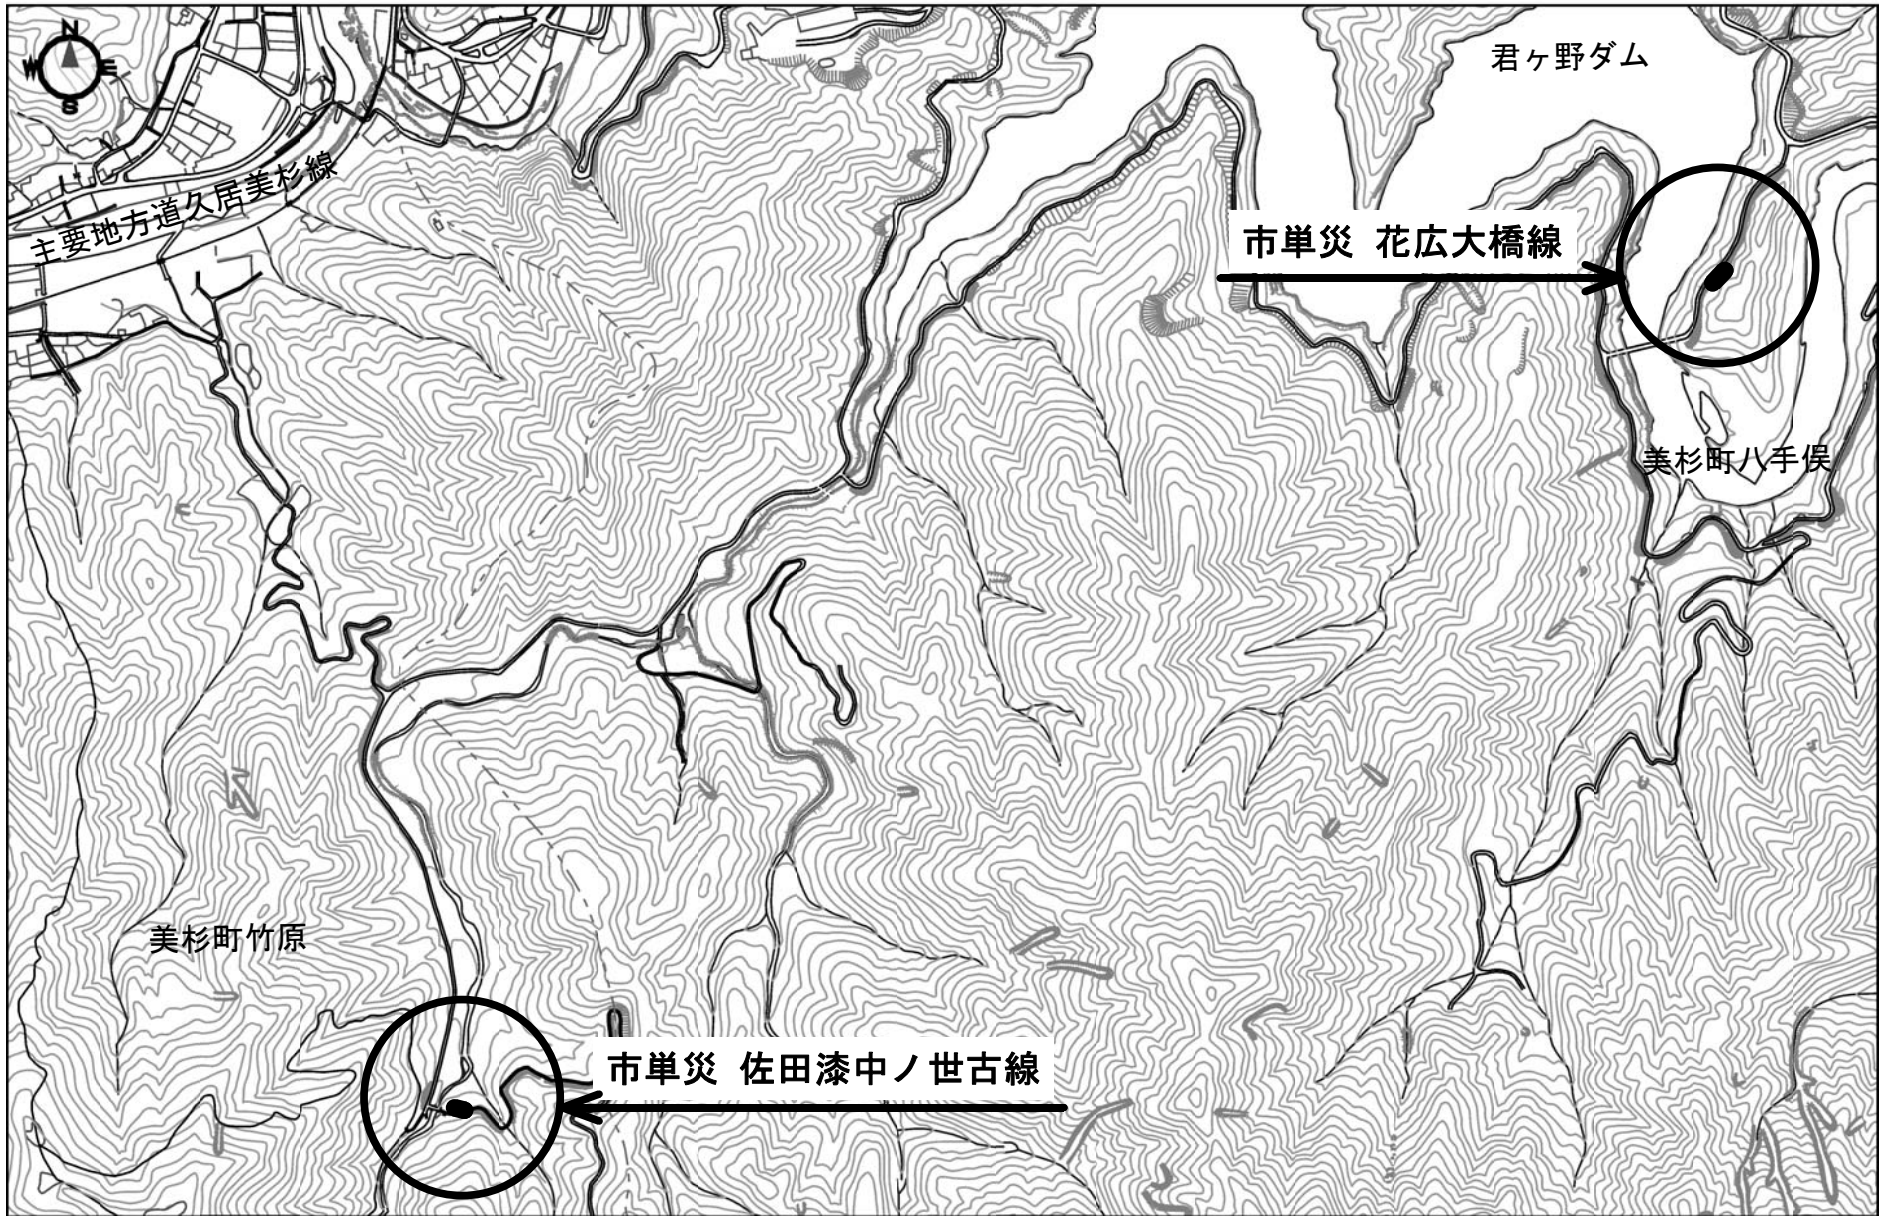 N
W E
S
君ヶ野ダム
主要地方道久居美杉線
市単災 花広大橋線
美杉町八手俣
美杉町竹原
市単災 佐田漆中ノ世古線